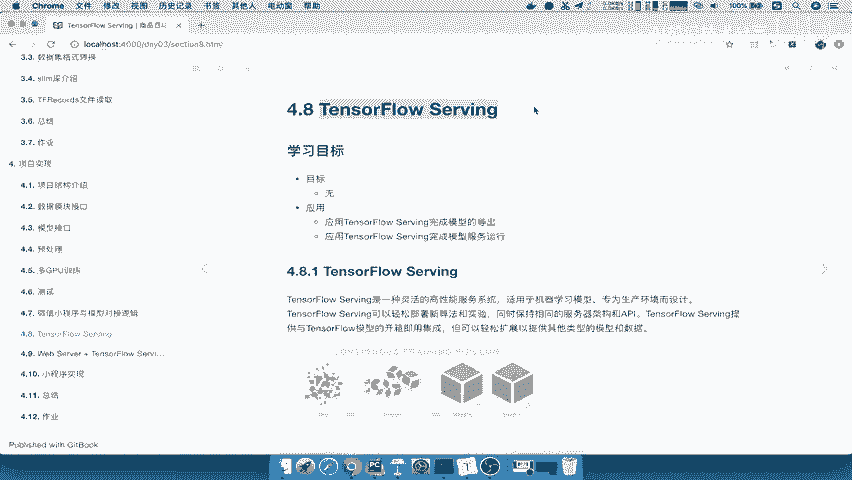 Chrome 文件 修改 视图 历史记录 书签 其他人 电动窗 帮助
100%
TensorFlow Serving | 商品目
localhost:4000/day03/section8.html
3.3. 数据集格式转换
3.4. slim库介绍
3.5. TFRecords文件读取
3.6. 总结
3.7. 作业
4. 项目实现
4.1. 项目结构介绍
4.2. 数据模块接口
4.3. 模型接口
4.4. 预处理
4.5. 多GPU训练
4.6. 测试
4.7. 微信小程序与模型对接逻辑
4.8. TensorFlow Serving
4.9. Web Server + TensorFlow Servi...
4.10. 小程序实现
4.11. 总结
4.12. 作业
Published with GitBook
4.8 TensorFlow Serving
学习目标
目标
无
应用
应用TensorFlow Serving完成模型的导出
应用TensorFlow Serving完成模型服务运行
4.8.1 TensorFlow Serving
TensorFlow Serving是一种灵活的高性能服务系统，适用于机器学习模型，专为生产环境而设计。
TensorFlow Serving可以轻松部署新算法和实验，同时保持相同的服务器架构和API。TensorFlow Serving提
供与TensorFlow模型的开箱即用集成，但可以轻松扩展以提供其他类型的模型和数据。